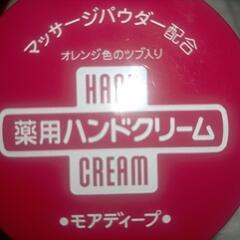 マッサージパウダー配合
オレンジ色のツブ入り
HAND
薬用ハンドクリーム
CREAM
・モアディープ・